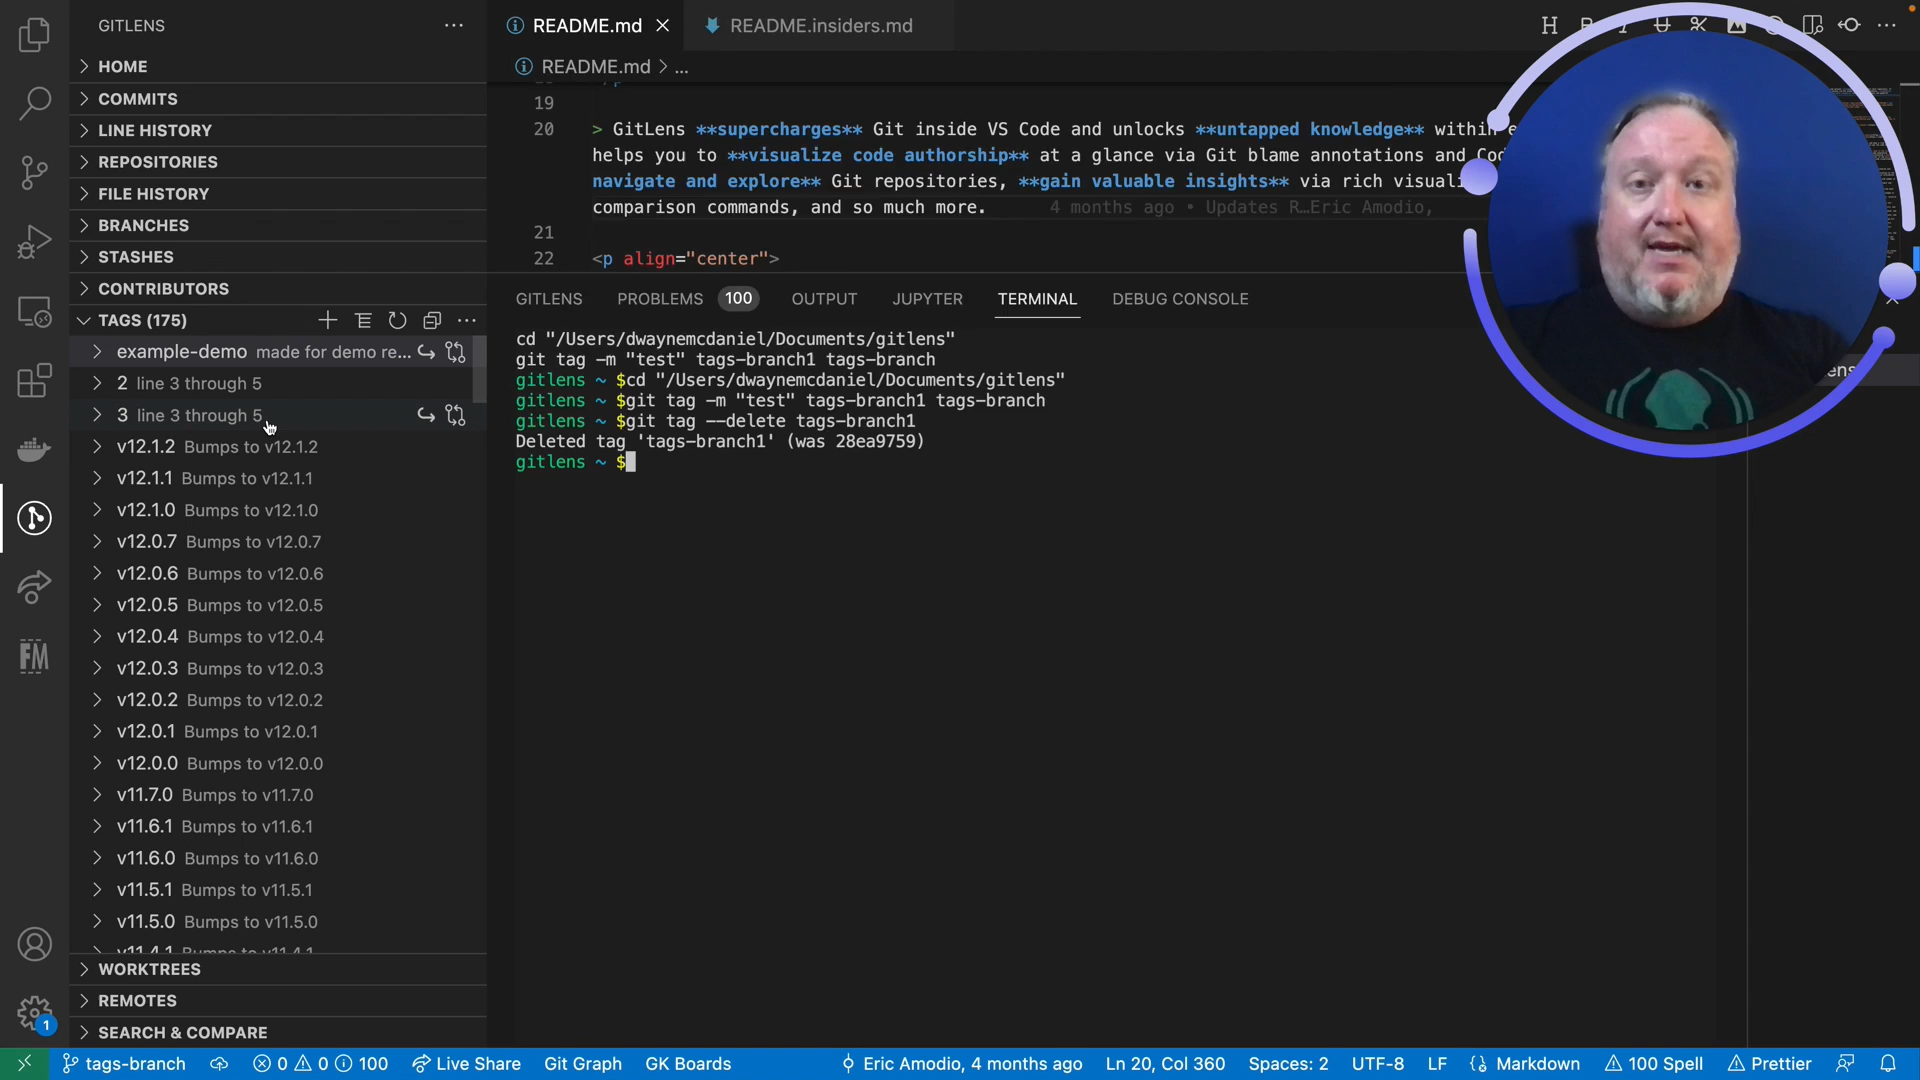 GITLENS
HOME
COMMITS
LINE HISTORY
REPOSITORIES
FILE HISTORY
BRANCHES
STASHES
CONTRIBUTORS
TAGS (175)
example-demo made for demo re...
2 line 3 through 5
3 line 3 through 5
v12.1.2 Bumps to v12.1.2
v12.1.1 Bumps to v12.1.1
v12.1.0 Bumps to v12.1.0
v12.0.7 Bumps to v12.0.7
v12.0.6 Bumps to v12.0.6
v12.0.5 Bumps to v12.0.5
v12.0.4 Bumps to v12.0.4
v12.0.3 Bumps to v12.0.3
v12.0.2 Bumps to v12.0.2
v12.0.1 Bumps to v12.0.1
v12.0.0 Bumps to v12.0.0
v11.7.0 Bumps to v11.7.0
v11.6.1 Bumps to v11.6.1
v11.6.0 Bumps to v11.6.0
v11.5.1 Bumps to v11.5.1
v11.5.0 Bumps to v11.5.0
v11.4.1 Bumps to v11.4.1
WORKTREES
REMOTES
SEARCH & COMPARE
FM
1
README.md README.insiders.md
README.md > ...
19
20 > GitLens **supercharges** Git inside VS Code and unlocks **untapped knowledge** within
helps you to **visualize code authorship** at a glance via Git blame annotations and
navigate and explore** Git repositories, **gain valuable insights** via rich
comparison commands, and so much more. 4 months ago • Updates R…Eric Amodio,
21
22 <p align="center">
GITLENS PROBLEMS 100 OUTPUT JUPYTER TERMINAL DEBUG CONSOLE
cd "/Users/dwaynemcdaniel/Documents/gitlens"
git tag -m "test" tags-branch1 tags-branch
gitlens ~ $cd "/Users/dwaynemcdaniel/Documents/gitlens"
gitlens ~ $git tag -m "test" tags-branch1 tags-branch
gitlens ~ $git tag --delete tags-branch1
Deleted tag 'tags-branch1' (was 28ea9759)
gitlens ~ $
tags-branch 0 0 100 Live Share Git Graph GK Boards Eric Amodio, 4 months ago Ln 20, Col 360 Spaces: 2 UTF-8 LF {} Markdown 100 Spell Prettier